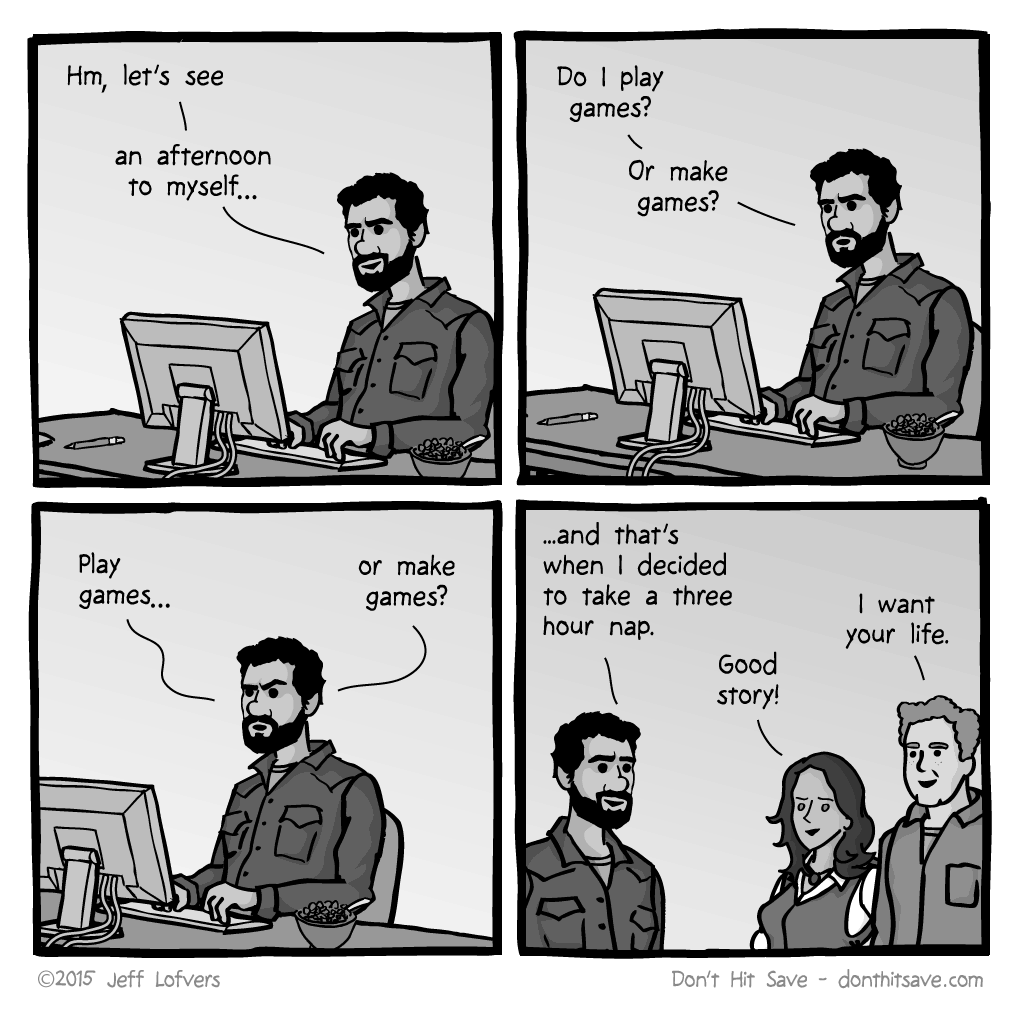 Hm, let's see
an afternoon
to myself...
Do I play
games?
Or make
games?
Play
games...
or make
games?
...and that's
when I decided
to take a three
hour nap.
Good
story!
I want
your life.
©2015 Jeff Lofvers
Don't Hit Save - donthitsave.com